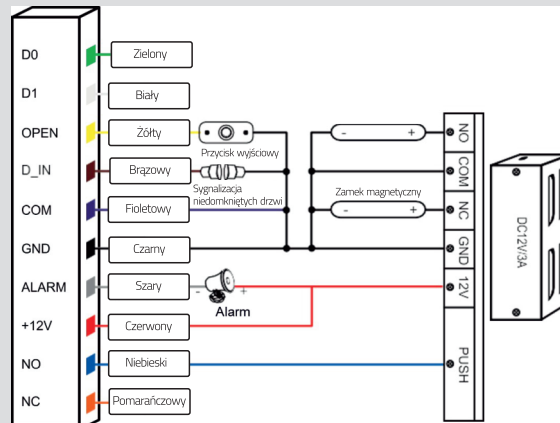 D0 Zielony
D1 Biały
OPEN Żółty
Przycisk wyjściowy
D_IN Brązowy
Sygnalizacja
niedomkniętych drzwi
COM Fioletowy
GND Czarny
ALARM Szary
- +
Alarm
+12V Czerwony
NO Niebieski
NC Pomarańczowy
- +
Zamek magnetyczny
- +
NO
COM
NC
GND
12V
PUSH
DC12V/3A